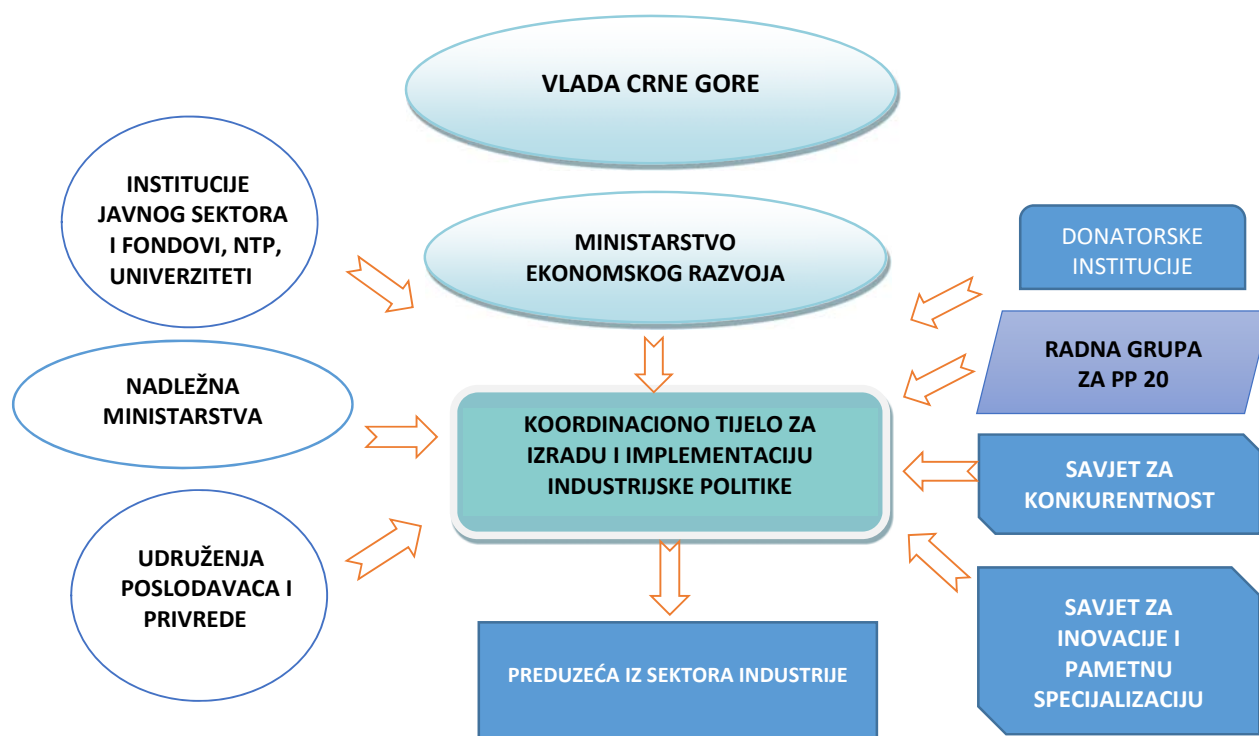 VLADA CRNE GORE
INSTITUCIJE
JAVNOG SEKTORA
I FONDOVI, NTP,
UNIVERZITETI
MINISTARSTVO
EKONOMSKOG RAZVOJA
DONATORSKE
INSTITUCIJE
NADLEŽNA
MINISTARSTVA
KOORDINACIONO TIJELO ZA
IZRADU I IMPLEMENTACIJU
INDUSTRIJSKE POLITIKE
RADNA GRUPA
ZA PP 20
SAVJET ZA
KONKURENTNOST
UDRUŽENJA
POSLODAVACA I
PRIVREDE
PREDUZEĆA IZ SEKTORA INDUSTRIJE
SAVJET ZA
INOVACIJE I
PAMETNU
SPECIJALIZACIJU